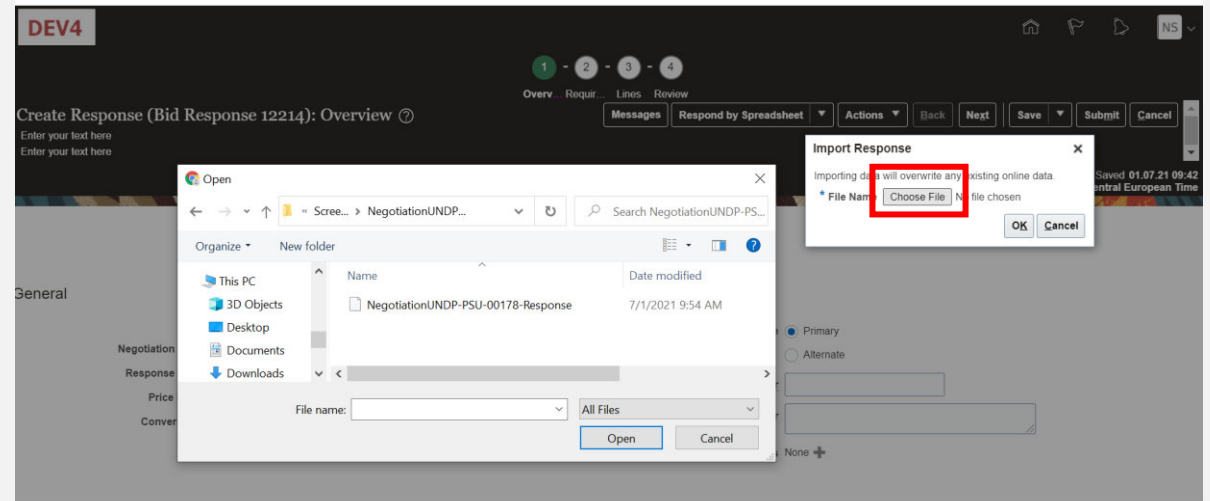 DEV4
NS
1 - 2 - 3 - 4
Overv... Requir... Lines Review
Create Response (Bid Response 12214): Overview ?
Messages Respond by Spreadsheet Actions Back Next Save Submit Cancel
Enter your text here
Enter your text here
Import Response
Importing data will overwrite any existing online data.
* File Name Choose File No file chosen
OK Cancel
Saved 01.07.21 09:42
entral European Time
Open
« Scree... > NegotiationUNDP...
Search NegotiationUNDP-PS...
Organize New folder
Name Date modified
This PC
3D Objects
Desktop
Documents
Downloads
NegotiationUNDP-PSU-00178-Response 7/1/2021 9:54 AM
File name: All Files
Open Cancel
General
Negotiation
Response
Price
Conver
Primary
Alternate
None